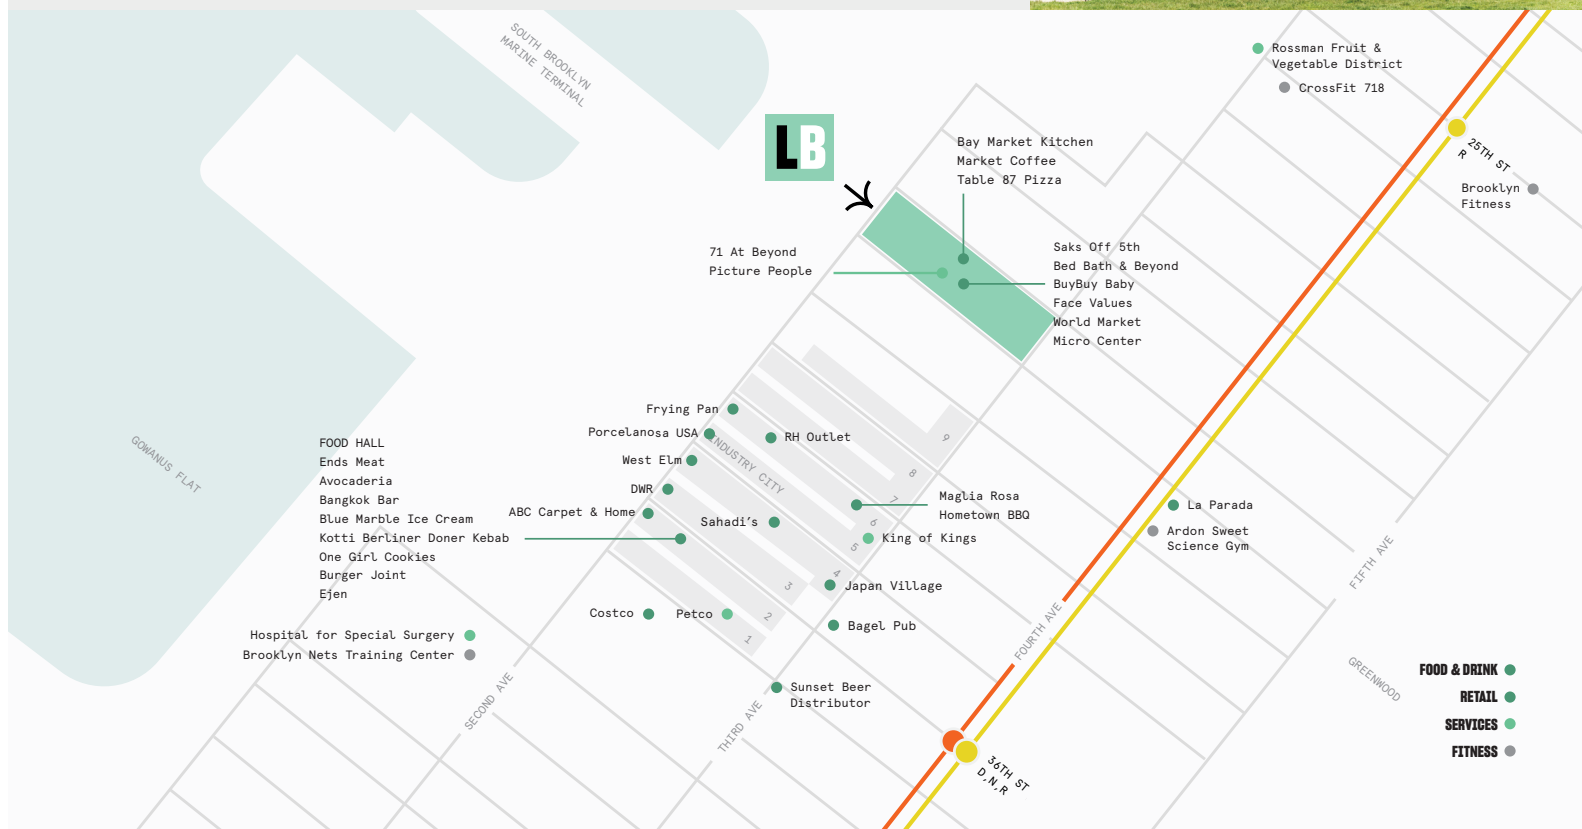 SOUTH BROOKLYN
MARINE TERMINAL
Rossman Fruit &
Vegetable District
CrossFit 718
LB
Bay Market Kitchen
Market Coffee
Table 87 Pizza
25TH ST
R
Brooklyn
Fitness
71 At Beyond
Picture People
Saks Off 5th
Bed Bath & Beyond
BuyBuy Baby
Face Values
World Market
Micro Center
Frying Pan
Porcelanosa USA
RH Outlet
INDUSTRY CITY
West Elm
DWR
ABC Carpet & Home
Sahadi's
9
8
7
6
5
4
3
2
1
GOWANUS FLAT
FOOD HALL
Ends Meat
Avocaderia
Bangkok Bar
Blue Marble Ice Cream
Kotti Berliner Doner Kebab
One Girl Cookies
Burger Joint
Ejen
Maglia Rosa
Hometown BBQ
King of Kings
La Parada
Ardon Sweet
Science Gym
Japan Village
Costco
Petco
Bagel Pub
Hospital for Special Surgery
Brooklyn Nets Training Center
Sunset Beer
Distributor
SECOND AVE
THIRD AVE
FOURTH AVE
FIFTH AVE
GREENWOOD
36TH ST
D,N,R
FOOD & DRINK
RETAIL
SERVICES
FITNESS